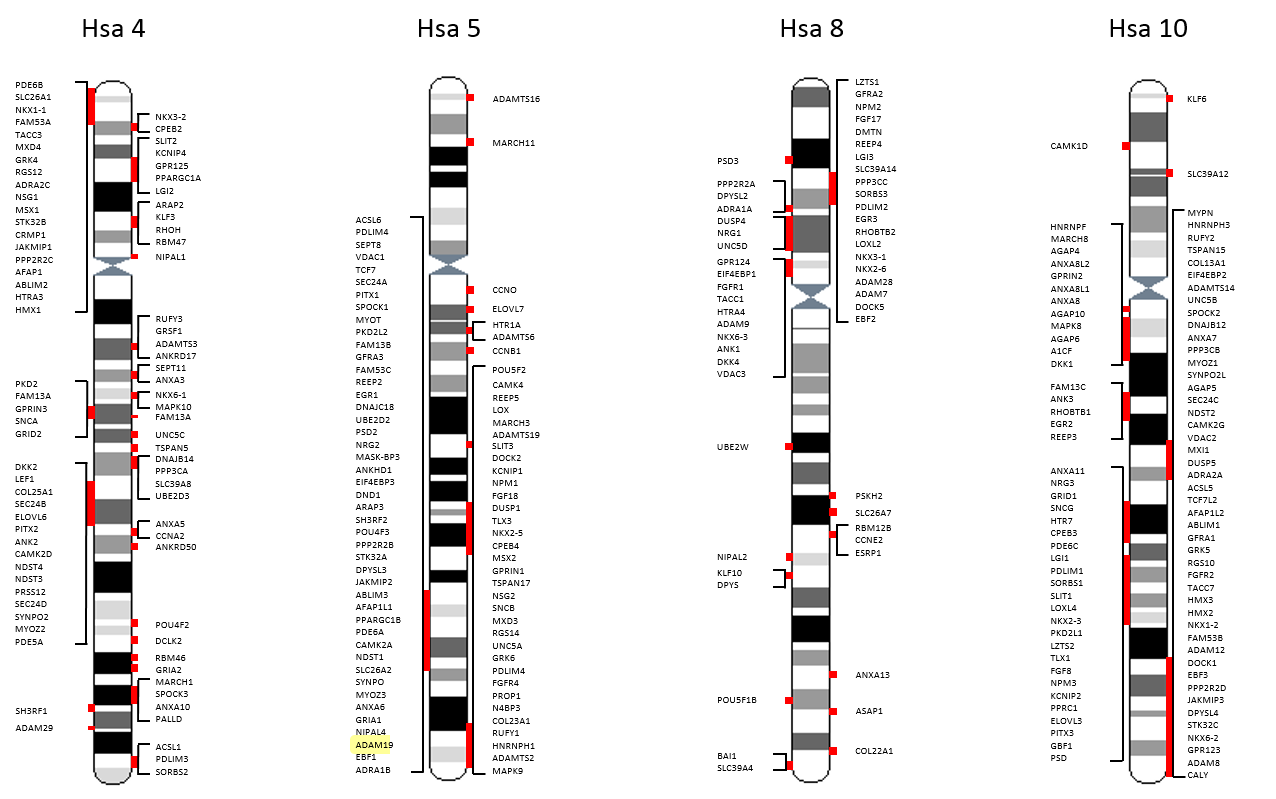 Hsa 4
PDE6B
SLC26A1
NKX1-1
FAM53A
TACC3
MXD4
GRK4
RGS12
ADRA2C
NSG1
MSX1
STK32B
CRMP1
JAKMIP1
PPP2R2C
AFAP1
ABLIM2
HTRA3
HMX1
PKD2
FAM13A
GPRIN3
SNCA
GRID2
DKK2
LEF1
COL25A1
SEC24B
ELOVL6
PITX2
ANK2
CAMK2D
NDST4
NDST3
PRSS12
SEC24D
SYNPO2
MYOZ2
PDE5A
SH3RF1
ADAM29
NKX3-2
CPEB2
SLIT2
KCNIP4
GPR125
PPARGC1A
LGI2
ARAP2
KLF3
RHOH
RBM47
NIPAL1
RUFY3
GRSF1
ADAMTS3
ANKRD17
SEPT11
ANXA3
NKX6-1
MAPK10
FAM13A
UNC5C
TSPAN5
DNAJB14
PPP3CA
SLC39A8
UBE2D3
ANXA5
CCNA2
ANKRD50
POU4F2
DCLK2
RBM46
GRIA2
MARCH1
SPOCK3
ANXA10
PALLD
ACSL1
PDLIM3
SORBS2
Hsa 5
ACSL6
PDLIM4
SEPT8
VDAC1
TCF7
SEC24A
PITX1
SPOCK1
MYOT
PKD2L2
FAM13B
GFRA3
FAM53C
REEP2
EGR1
DNAJC18
UBE2D2
PSD2
NRG2
MASK-BP3
ANKHD1
EIF4EBP3
DND1
ARAP3
SH3RF2
POU4F3
PPP2R2B
STK32A
DPYSL3
JAKMIP2
ABLIM3
AFAP1L1
PPARGC1B
PDE6A
CAMK2A
NDST1
SLC26A2
SYNPO
MYOZ3
ANXA6
GRIA1
NIPAL4
ADAM19
EBF1
ADRA1B
ADAMTS16
MARCH11
CCNO
ELOVL7
HTR1A
ADAMTS6
CCNB1
POU5F2
CAMK4
REEP5
LOX
MARCH3
ADAMTS19
SLIT3
DOCK2
KCNIP1
NPM1
FGF18
DUSP1
TLX3
NKX2-5
CPEB4
MSX2
GPRIN1
TSPAN17
NSG2
SNCB
MXD3
RGS14
UNC5A
GRK6
PDLIM4
FGFR4
PROP1
N4BP3
COL23A1
RUFY1
HNRNPH1
ADAMTS2
MAPK9
Hsa 8
PSD3
PPP2R2A
DPYSL2
ADRA1A
DUSP4
NRG1
UNC5D
GPR124
EIF4EBP1
FGFR1
TACC1
HTRA4
ADAM9
NKX6-3
ANK1
DKK4
VDAC3
UBE2W
NIPAL2
KLF10
DPYS
POU5F1B
BAI1
SLC39A4
LZTS1
GFRA2
NPM2
FGF17
DMTN
REEP4
LGI3
SLC39A14
PPP3CC
SORBS3
PDLIM2
EGR3
RHOBTB2
LOXL2
NKX3-1
NKX2-6
ADAM28
ADAM7
DOCK5
EBF2
PSKH2
SLC26A7
RBM12B
CCNE2
ESRP1
ANXA13
ASAP1
COL22A1
Hsa 10
CAMK1D
HNRNPF
MARCH8
AGAP4
ANXA8L2
GPRIN2
ANXA8L1
ANXA8
AGAP10
MAPK8
AGAP6
A1CF
DKK1
FAM13C
ANK3
RHOBTB1
EGR2
REEP3
ANXA11
NRG3
GRID1
SNCG
HTR7
CPEB3
PDE6C
LGI1
PDLIM1
SORBS1
SLIT1
LOXL4
NKX2-3
PKD2L1
LZTS2
TLX1
FGF8
NPM3
KCNIP2
PPRC1
ELOVL3
PITX3
GBF1
PSD
KLF6
SLC39A12
MYPN
HNRNPH3
RUFY2
TSPAN15
COL13A1
EIF4EBP2
ADAMTS14
UNC5B
SPOCK2
DNAJB12
ANXA7
PPP3CB
MYOZ1
SYNPO2L
AGAP5
SEC24C
NDST2
CAMK2G
VDAC2
MXI1
DUSP5
ADRA2A
ACSL5
TCF7L2
AFAP1L2
ABLIM1
GFRA1
GRK5
RGS10
FGFR2
TACC7
HMX3
HMX2
NKX1-2
FAM53B
ADAM12
DOCK1
EBF3
PPP2R2D
JAKMIP3
DPYSL4
STK32C
NKX6-2
GPR123
ADAM8
CALY